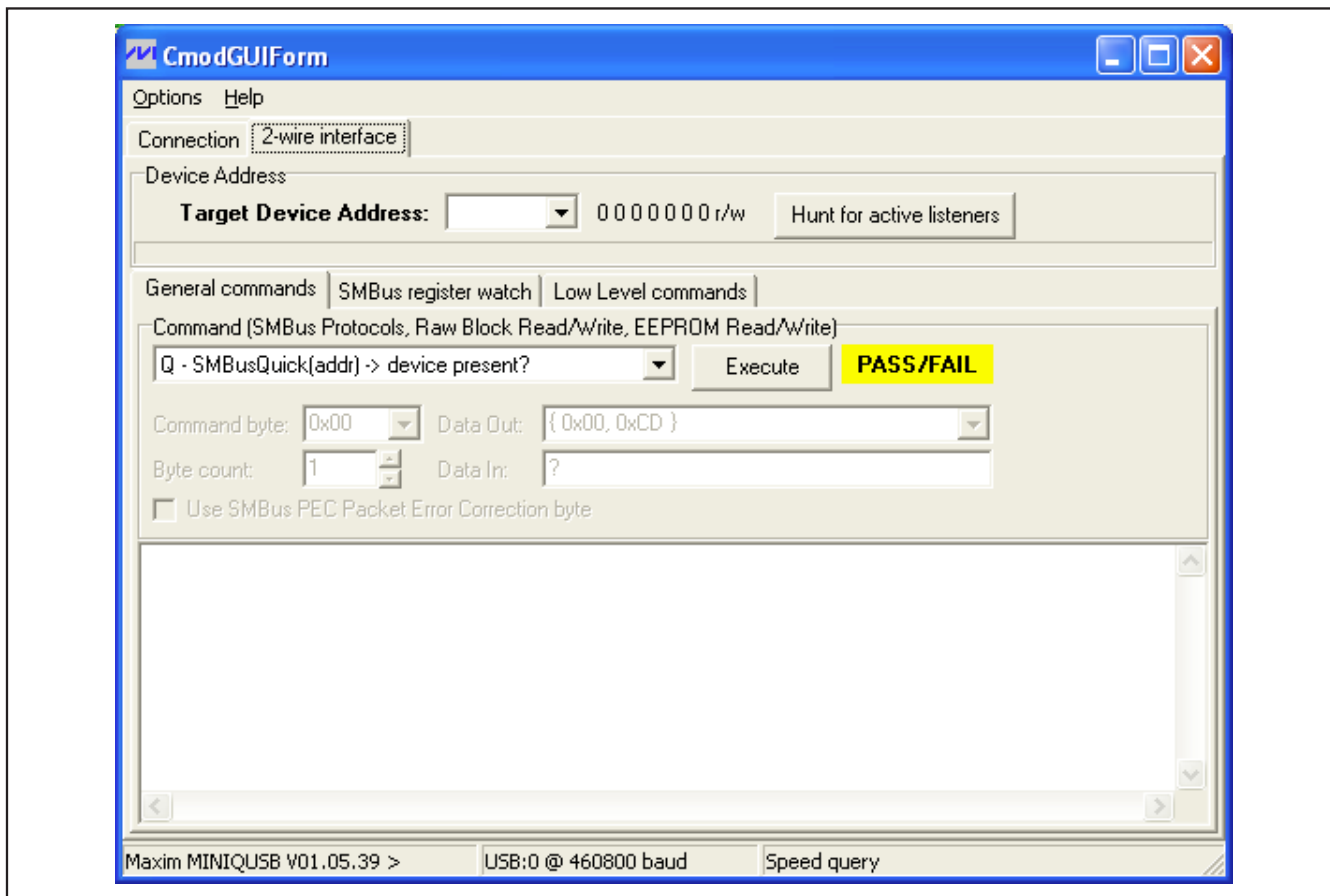 CmodGUIForm
Options Help
Connection 2-wire interface
Device Address
Target Device Address: 0 0 0 0 0 0 0 r/w Hunt for active listeners
General commands SMBus register watch Low Level commands
Command (SMBus Protocols, Raw Block Read/Write, EEPROM Read/Write)
Q - SMBusQuick(addr) -> device present? Execute PASS/FAIL
Command byte: 0x00 Data Out: { 0x00, 0xCD }
Byte count: 1 Data In: ?
Use SMBus PEC Packet Error Correction byte
Maxim MINIQUSB V01.05.39 > USB:0 @ 460800 baud Speed query